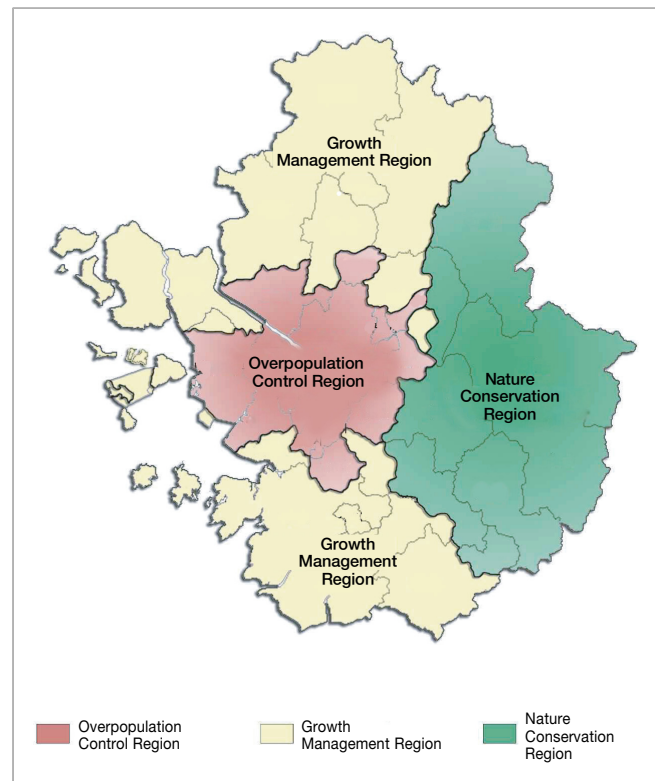 Growth
Management Region
Overpopulation
Control Region
Nature
Conservation
Region
Growth
Management
Region
Overpopulation
Control Region
Growth
Management Region
Nature
Conservation
Region